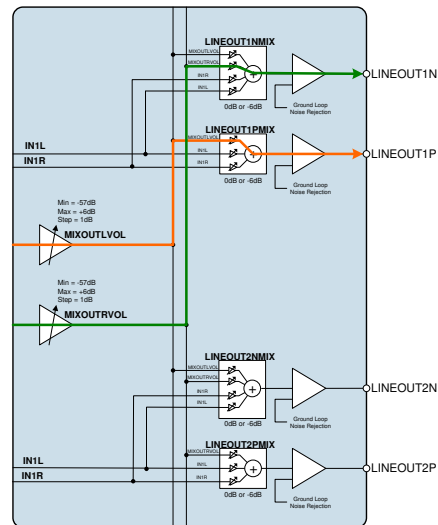 LINEOUT1NMIX
MIXOUTLVOL
MIXOUTRVOL
IN1R
IN1L
0dB or -6dB
Ground Loop
Noise Rejection
LINEOUT1N
LINEOUT1PMIX
MIXOUTLVOL
IN1L
IN1R
0dB or -6dB
Ground Loop
Noise Rejection
LINEOUT1P
IN1L
IN1R
Min = -57dB
Max = +6dB
Step = 1dB
MIXOUTLVOL
Min = -57dB
Max = +6dB
Step = 1dB
MIXOUTRVOL
LINEOUT2NMIX
MIXOUTLVOL
MIXOUTRVOL
IN1R
IN1L
0dB or -6dB
Ground Loop
Noise Rejection
LINEOUT2N
LINEOUT2PMIX
MIXOUTRVOL
IN1L
IN1R
0dB or -6dB
Ground Loop
Noise Rejection
LINEOUT2P
IN1L
IN1R